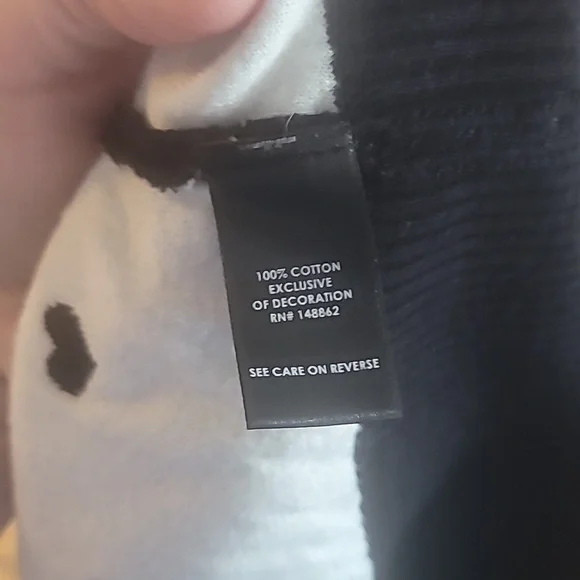 100% COTTON
EXCLUSIVE
OF DECORATION
RN# 148862
SEE CARE ON REVERSE